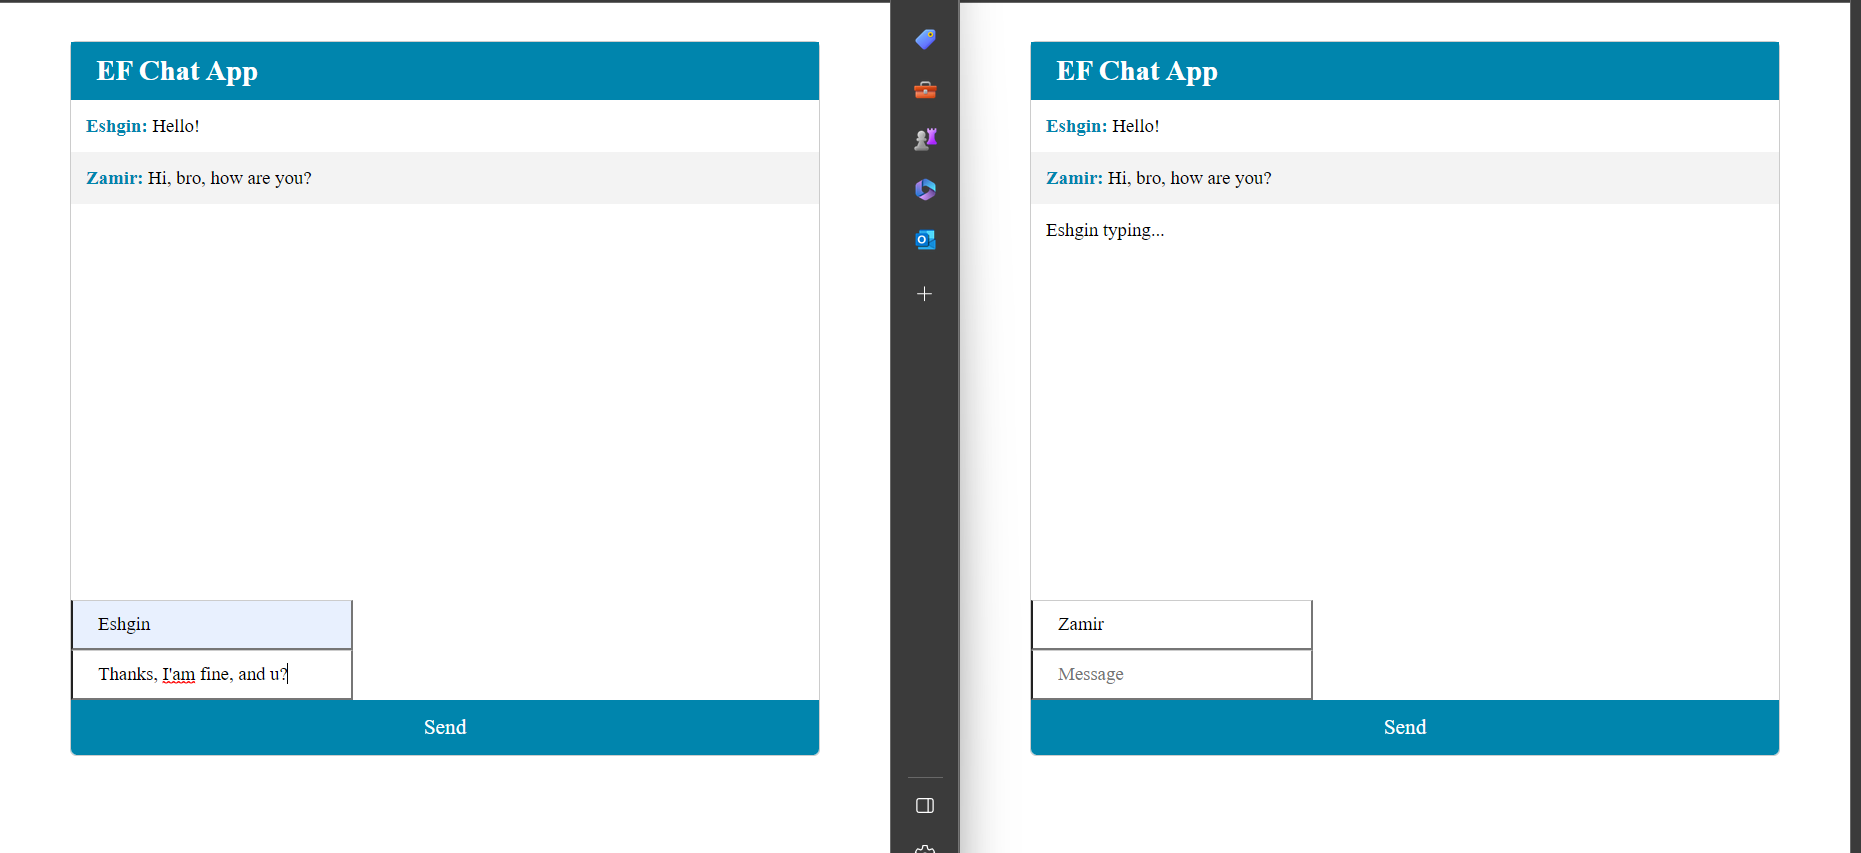 EF Chat App
Eshgin: Hello!
Zamir: Hi, bro, how are you?
Eshgin
Thanks, I'am fine, and u?
Send
EF Chat App
Eshgin: Hello!
Zamir: Hi, bro, how are you?
Eshgin typing...
Zamir
Message
Send